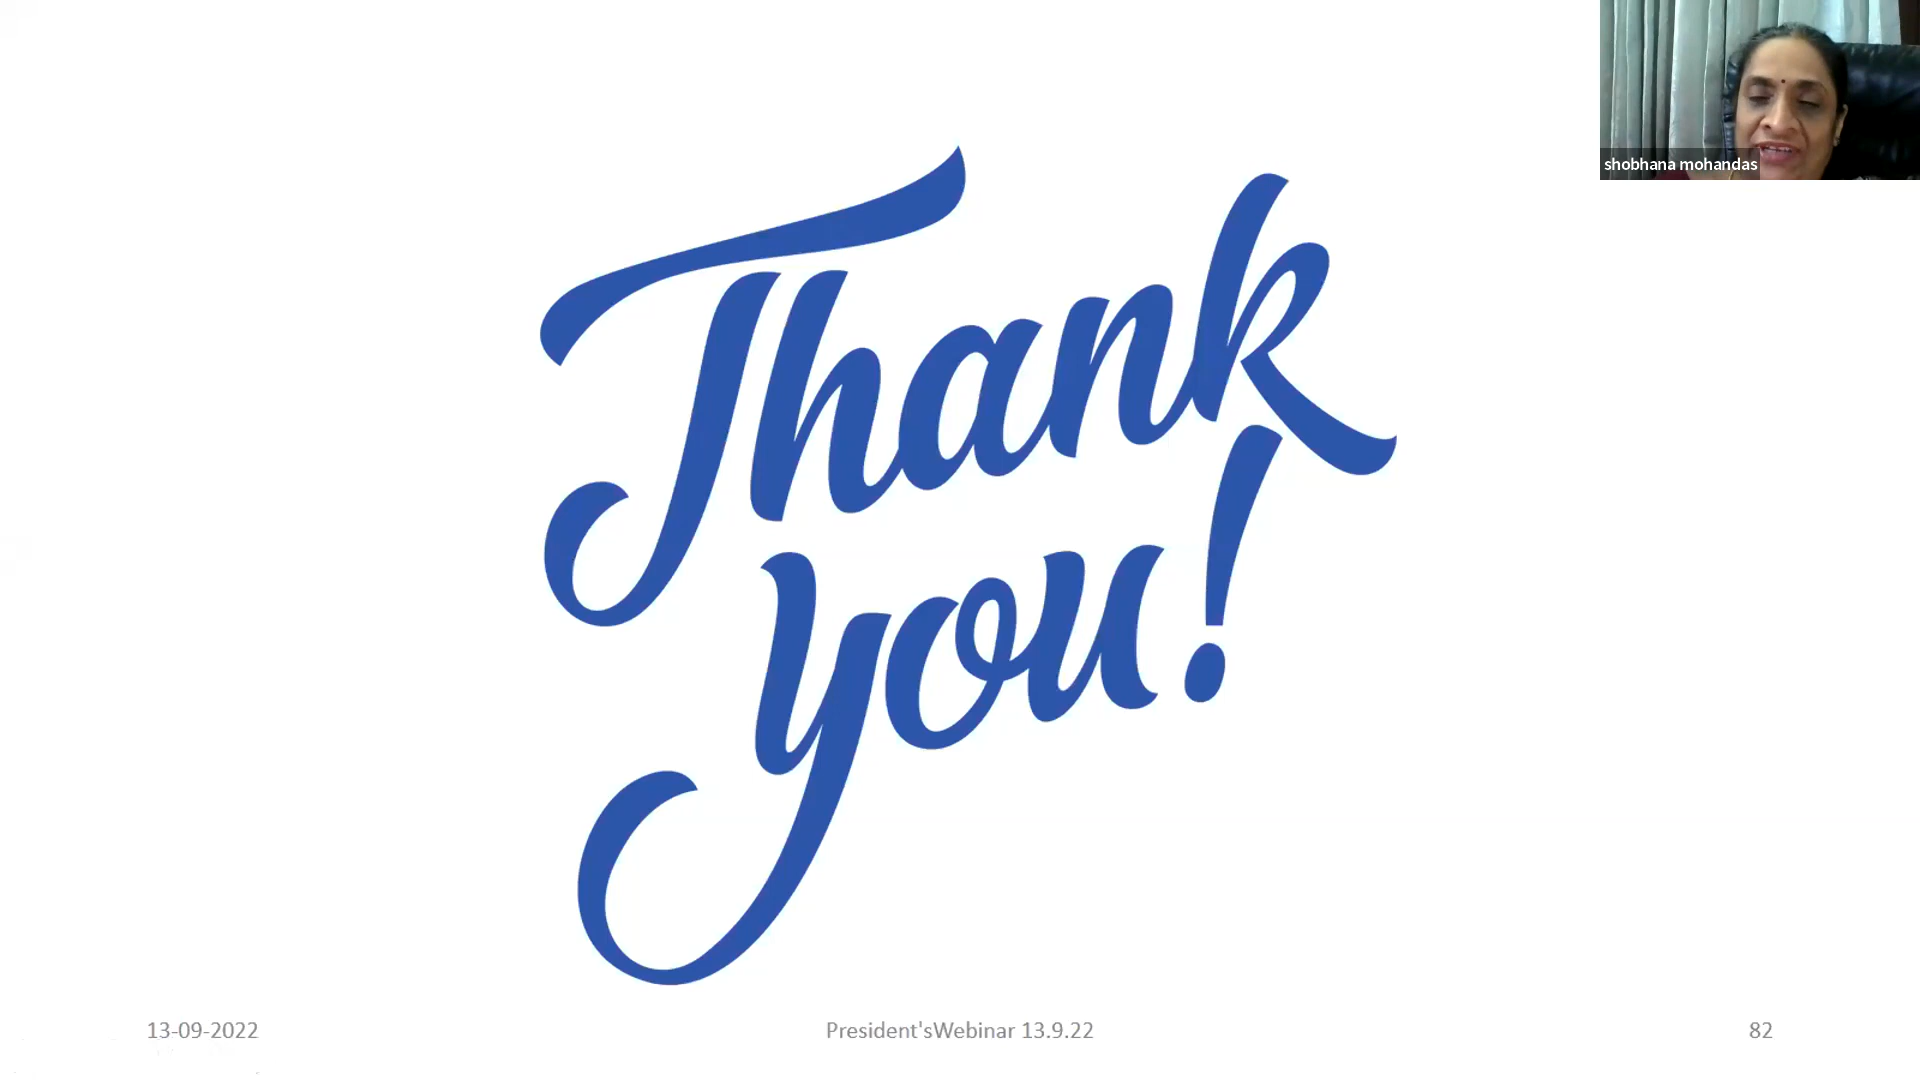 shobhana mohandas
Thank
you!
13-09-2022
President'sWebinar 13.9.22
82